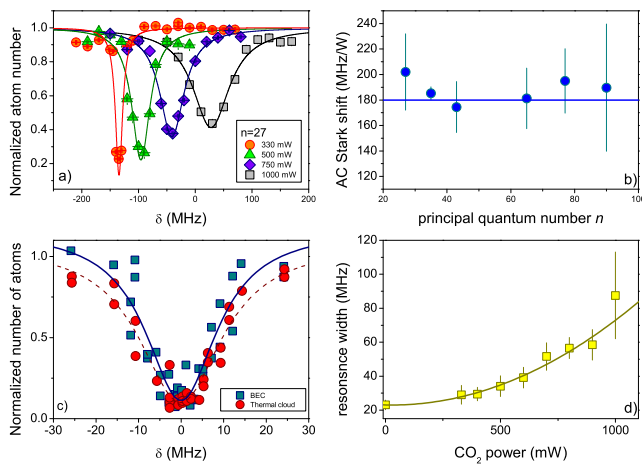 1.0
0.8
0.6
0.4
0.2
Normalized atom number
n=27
330 mW
500 mW
750 mW
1000 mW
a)
-200
-100
0
100
200
δ (MHz)
260
240
220
200
180
160
140
120
AC Stark shift (MHz/W)
b)
20
40
60
80
100
principal quantum number n
1.0
0.5
0.0
Normalized number of atoms
BEC
Thermal cloud
c)
-30
-20
-10
0
10
20
30
δ (MHz)
120
100
80
60
40
20
resonsnce width (MHz)
d)
0
500
1000
CO2 power (mW)